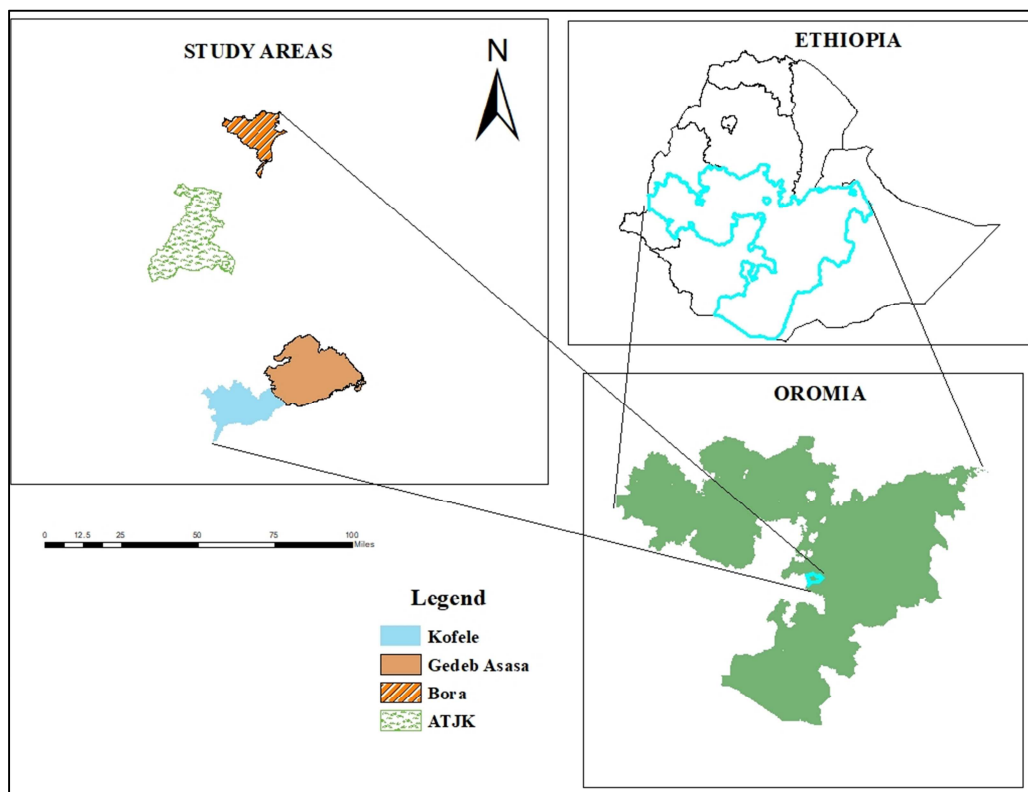 STUDY AREAS
N
ETHIOPIA
OROMIA
0 12.5 25 50 75 100
Miles
Legend
Kofele
Gedeb Asasa
Bora
ATJK